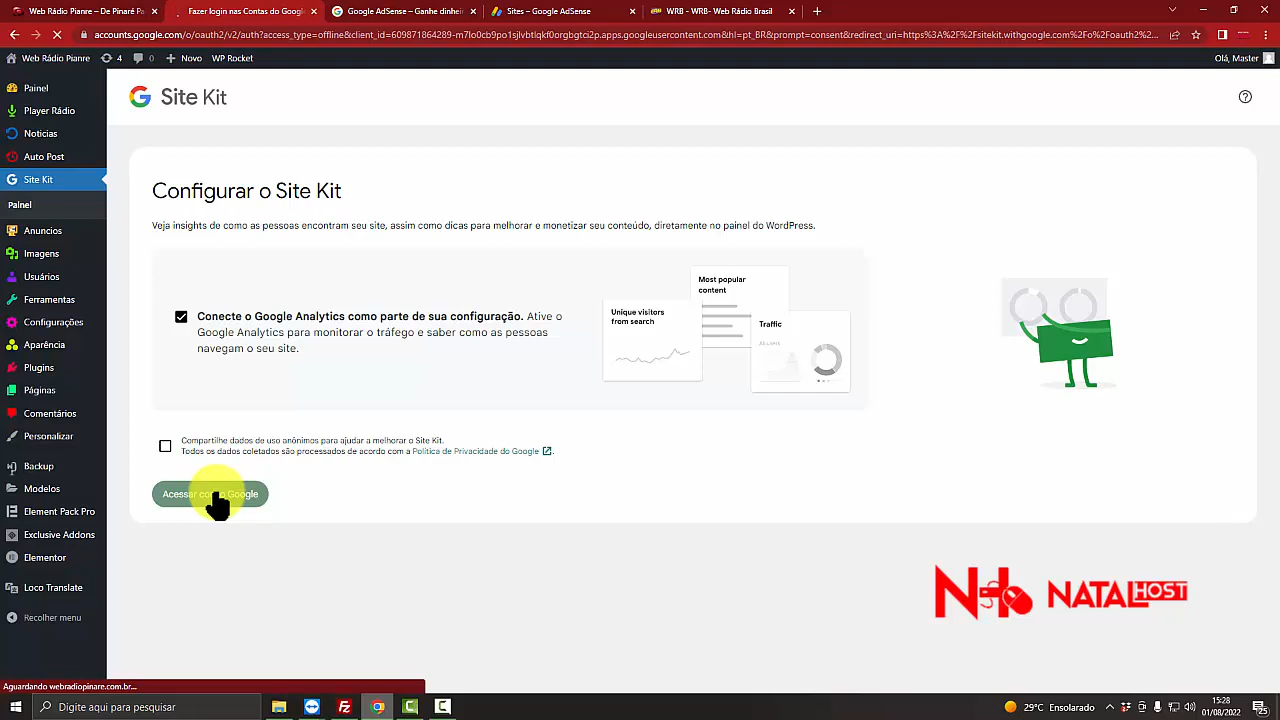 Web Rádio Pianre – De Pinaré Pa
Fazer login nas Contas do Google
Google AdSense – Ganhe dinheir
Sites – Google AdSense
WRB - WRB- Web Rádio Brasil
Web Rádio Pianre
4
0
Novo
WP Rocket
Olá, Master
Painel
Player Rádio
Noticias
Auto Post
Site Kit
Painel
Anuncios
Imagens
Usuários
Ferramentas
Configurações
Aparência
Plugins
Páginas
Comentários
Personalizar
Backup
Modelos
Element Pack Pro
Exclusive Addons
Elementor
Loco Translate
Recolher menu
Site Kit
Configurar o Site Kit
Veja insights de como as pessoas encontram seu site, assim como dicas para melhorar e monetizar seu conteúdo, diretamente no painel do WordPress.
Conecte o Google Analytics como parte de sua configuração. Ative o
Google Analytics para monitorar o tráfego e saber como as pessoas
navegam o seu site.
Unique visitors
from search
Most popular
content
Traffic
Compartilhe dados de uso anônimos para ajudar a melhorar o Site Kit.
Todos os dados coletados são processados de acordo com a Política de Privacidade do Google.
Acessar com o Google
NATALHOST
Aguardando webradiopinare.com.br...
Digite aqui para pesquisar
29°C Ensolarado
15:28
01/08/2022